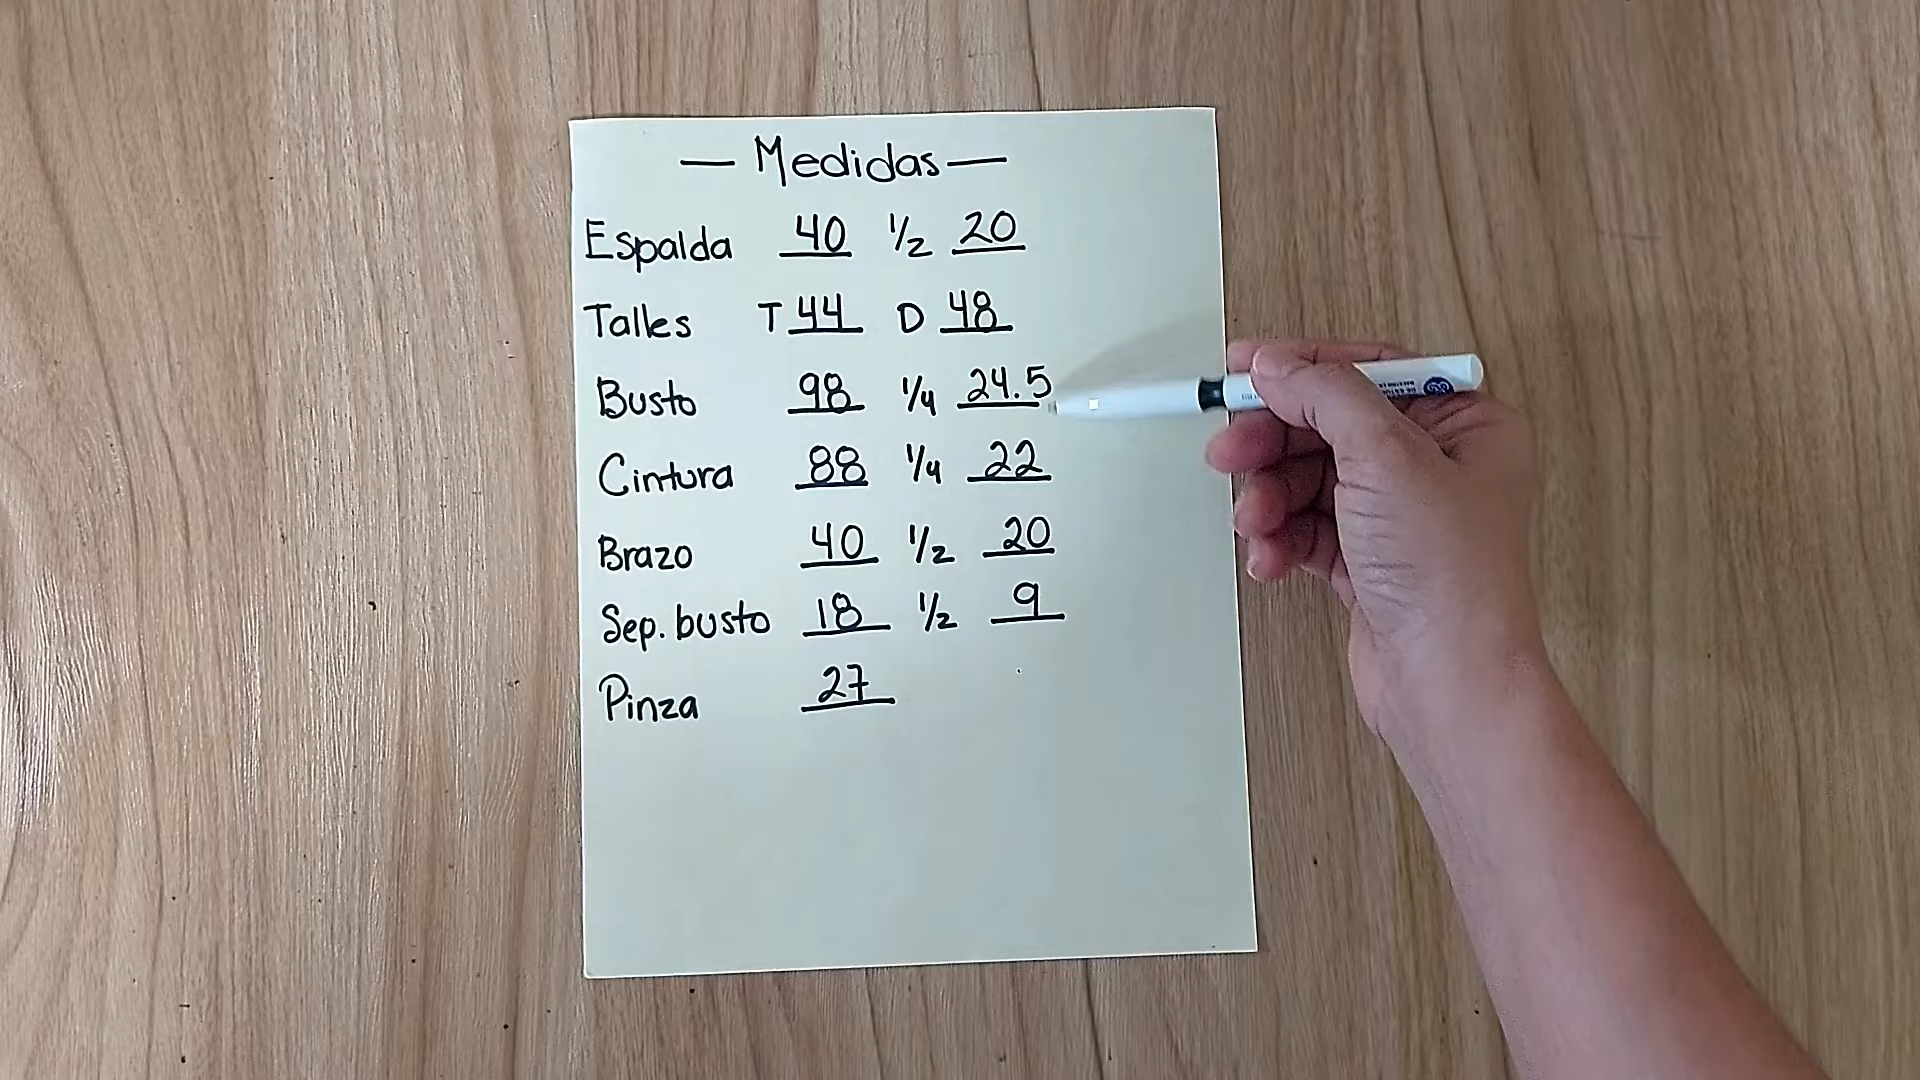 — Medidas —
Espalda 40 1/2 20
Talles T 44 D 48
Busto 98 1/4 24.5
Cintura 88 1/4 22
Brazo 40 1/2 20
Sep. busto 18 1/2 9
Pinza 27